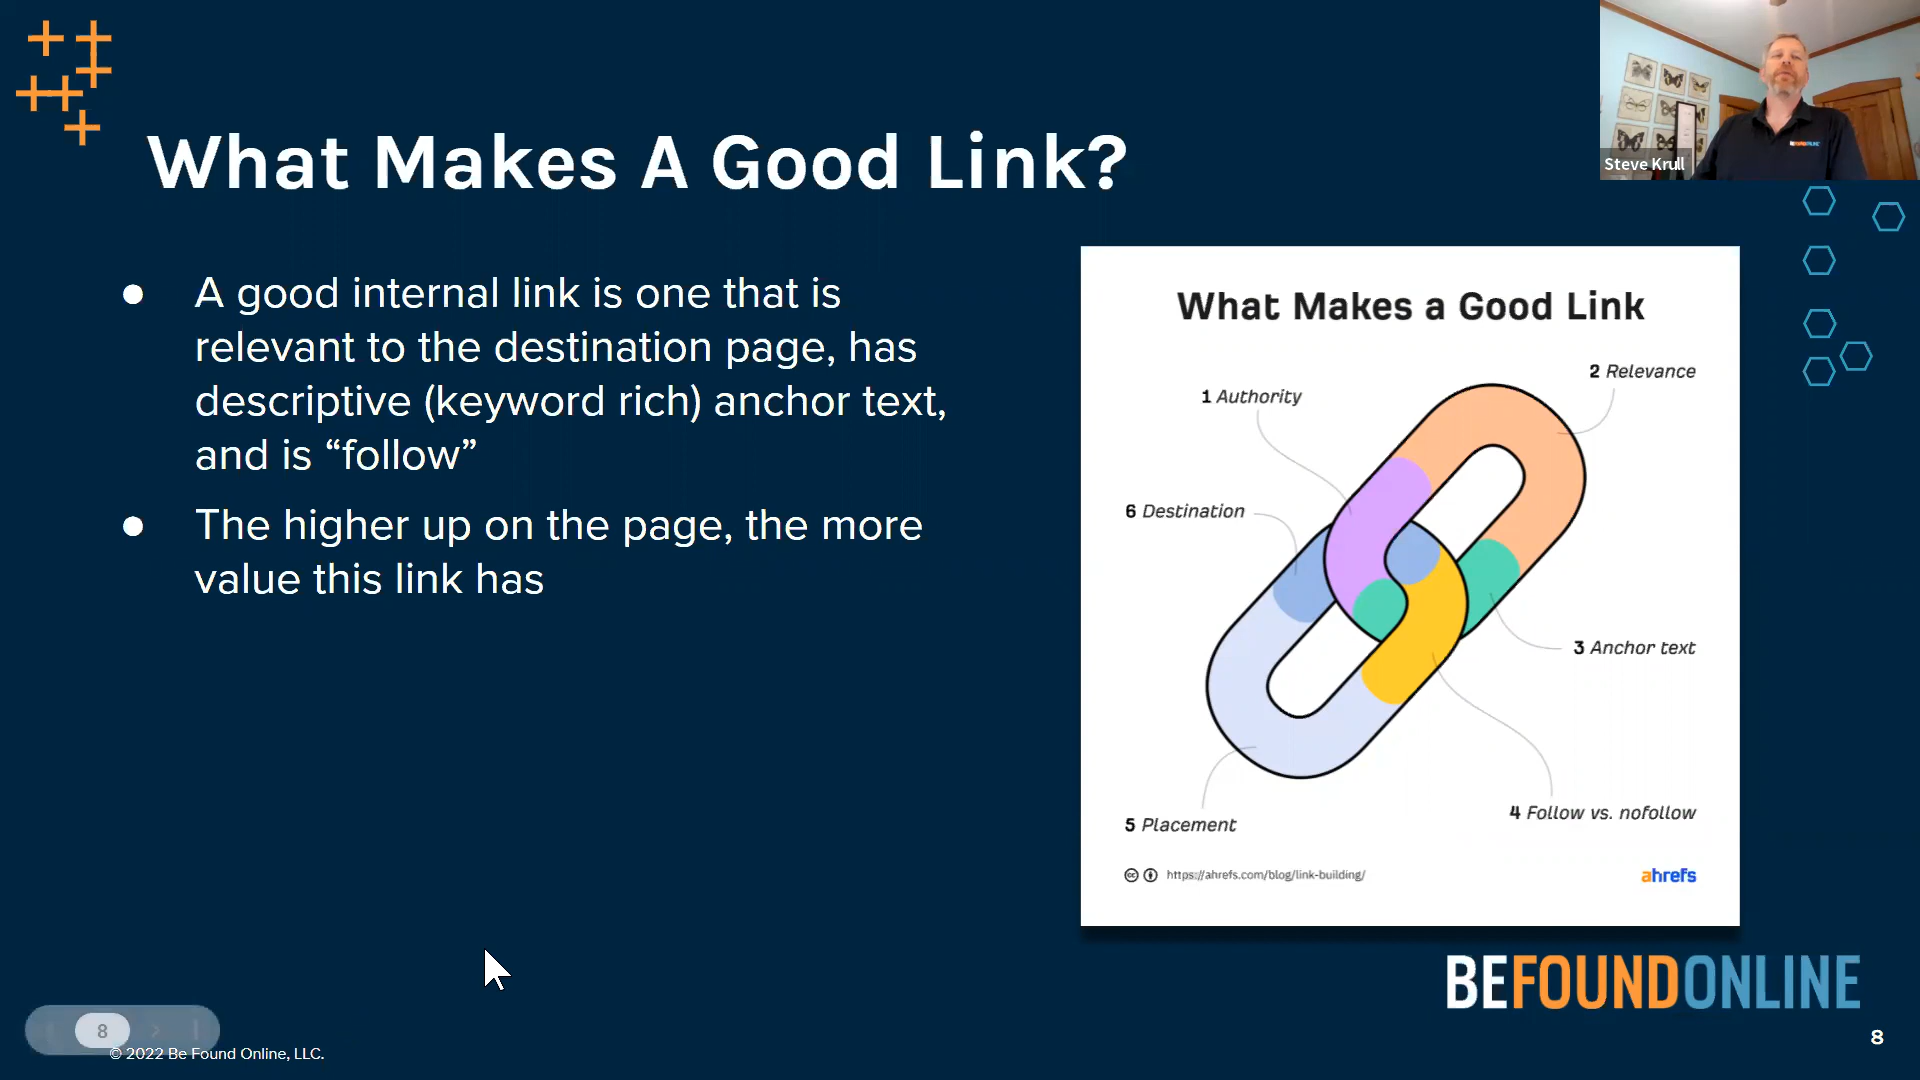 What Makes A Good Link?
Steve Krull
● A good internal link is one that is
relevant to the destination page, has
descriptive (keyword rich) anchor text,
and is “follow”
● The higher up on the page, the more
value this link has
What Makes a Good Link
1 Authority
2 Relevance
6 Destination
3 Anchor text
4 Follow vs. nofollow
5 Placement
https://ahrefs.com/blog/link-building/
ahrefs
BEFOUNDONLINE
8
© 2022 Be Found Online, LLC.
8